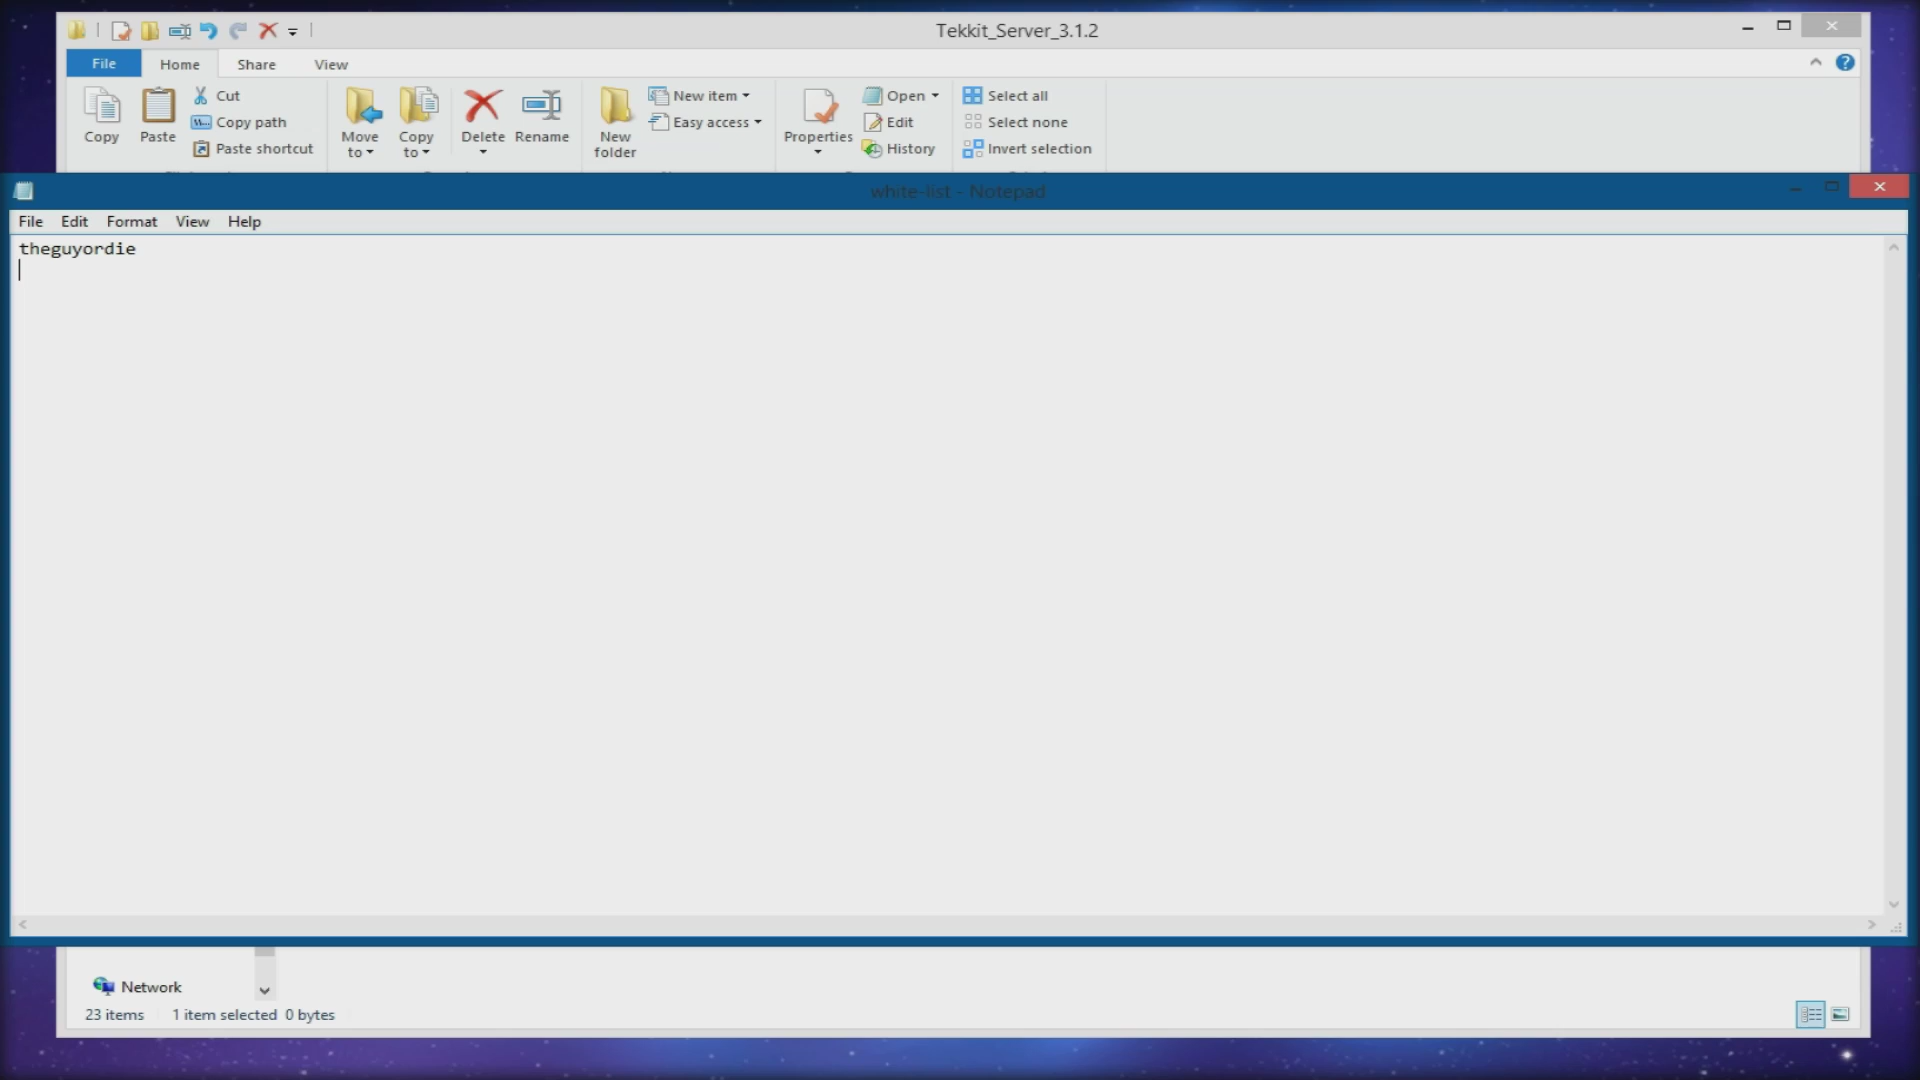 Tekkit_Server_3.1.2
File Home Share View
Copy
Paste
Cut
Copy path
Paste shortcut
Move to
Copy to
Delete
Rename
New folder
New item
Easy access
Properties
Open
Edit
History
Select all
Select none
Invert selection
white-list - Notepad
File Edit Format View Help
theguyordie
Network
23 items 1 item selected 0 bytes